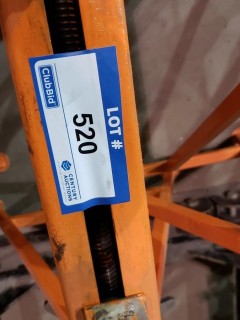 LOT #
520
ClubBid
CENTURY
AUCTIONS